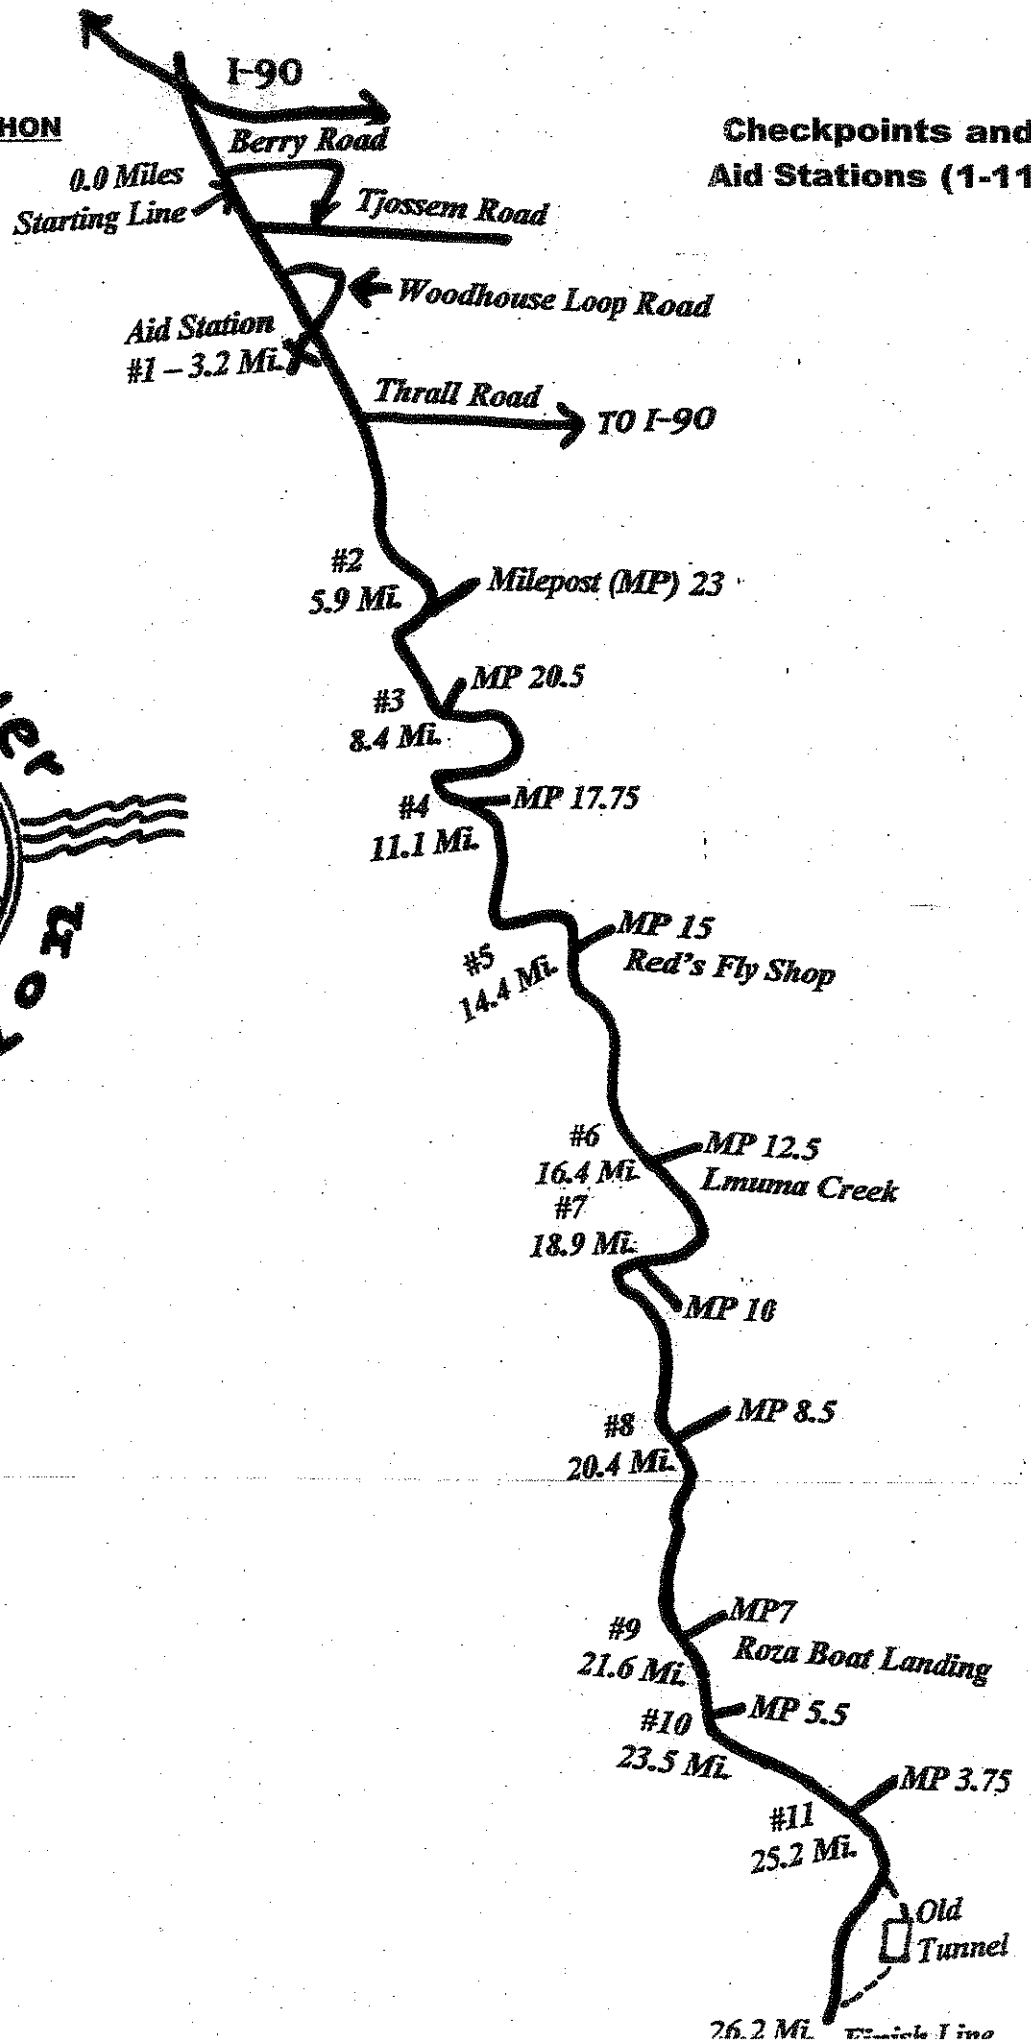 I-90
HON
Checkpoints and
Aid Stations (1-11
Berry Road
0.0 Miles
Starting Line
Tjossem Road
Woodhouse Loop Road
Aid Station
#1 – 3.2 Mi.
Thrall Road
TO I-90
#2
5.9 Mi.
Milepost (MP) 23
#3
8.4 Mi.
MP 20.5
#4
11.1 Mi.
MP 17.75
#5
14.4 Mi.
MP 15
Red's Fly Shop
#6
16.4 Mi.
MP 12.5
Lmuma Creek
#7
18.9 Mi.
MP 10
#8
20.4 Mi.
MP 8.5
#9
21.6 Mi.
MP7
Roza Boat Landing
#10
23.5 Mi.
MP 5.5
#11
25.2 Mi.
MP 3.75
Old
Tunnel
26.2 Mi. Finish Line